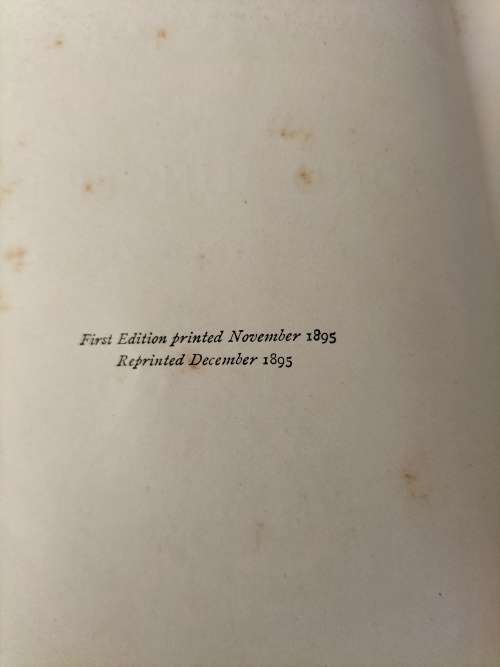 First Edition printed November 1895
Reprinted December 1895